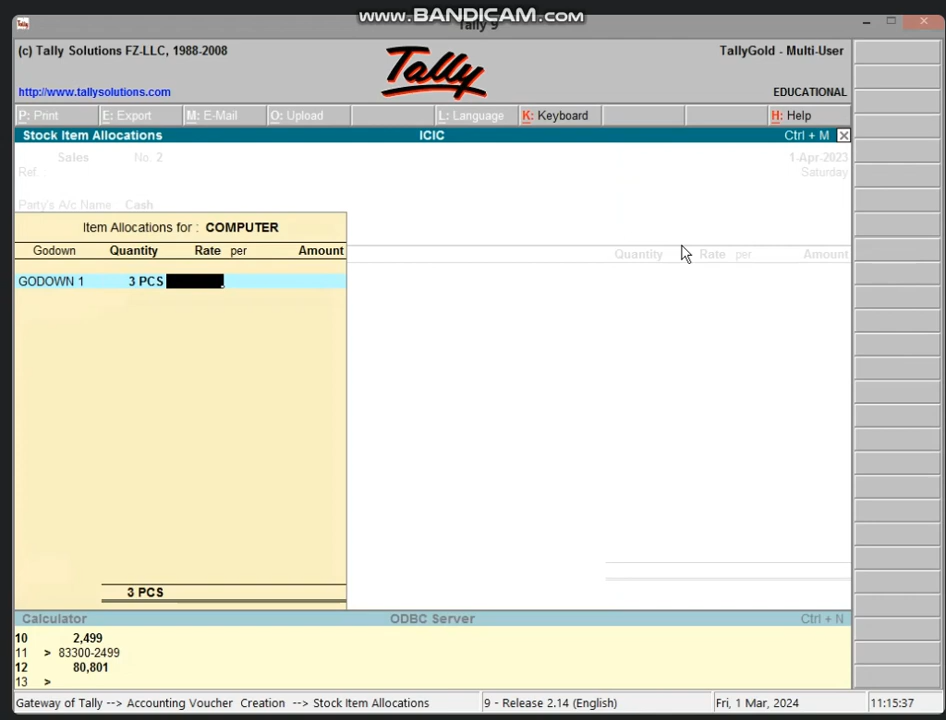 www.BANDICAM.com
Tally 9
(c) Tally Solutions FZ-LLC, 1988-2008
Tally
TallyGold - Multi-User
http://www.tallysolutions.com
EDUCATIONAL
P: Print E: Export M: E-Mail O: Upload L: Language K: Keyboard H: Help
Stock Item Allocations ICIC Ctrl + M
Sales No. 2 1-Apr-2023
Ref. : Saturday
Party's A/c Name Cash
Item Allocations for : COMPUTER
Godown Quantity Rate per Amount
Quantity Rate per Amount
GODOWN 1 3 PCS
3 PCS
Calculator ODBC Server Ctrl + N
10 2,499
11 > 83300-2499
12 80,801
13 >
Gateway of Tally --> Accounting Voucher Creation --> Stock Item Allocations 9 - Release 2.14 (English) Fri, 1 Mar, 2024 11:15:37